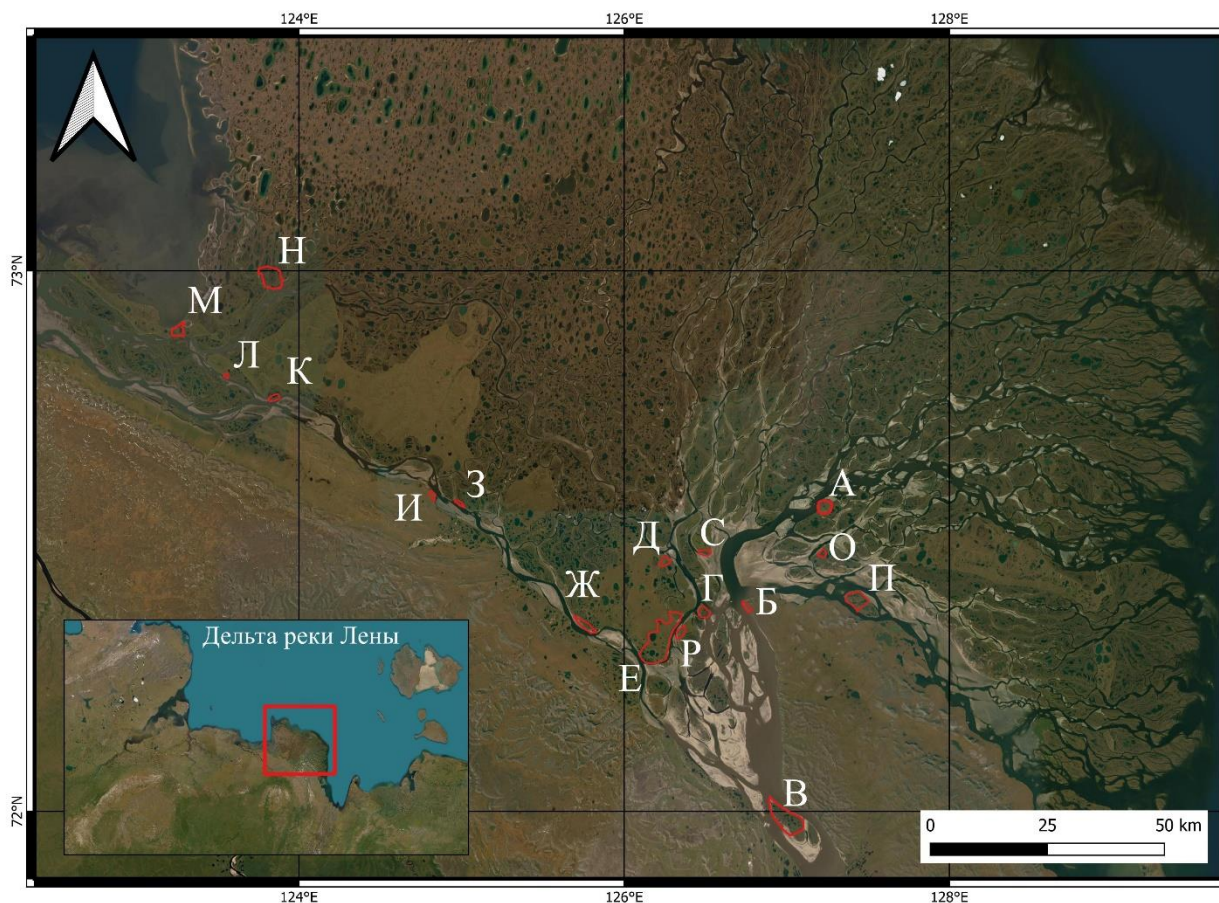 124°E 126°E 128°E
Н
73°N
М
Л
К
З
И
А
Д
С
О
Ж
Г
Б
П
Е
Р
Дельта реки Лены
72°N
В
0 25 50 km
124°E 126°E 128°E